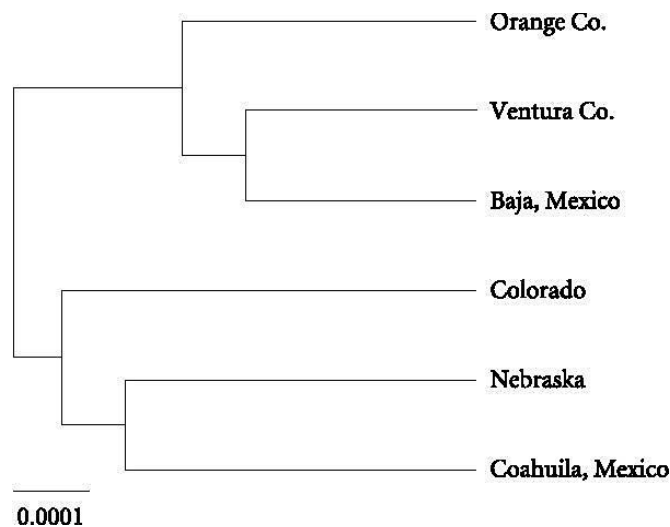 Orange Co.
Ventura Co.
Baja, Mexico
Colorado
Nebraska
Coahuila, Mexico
0.0001